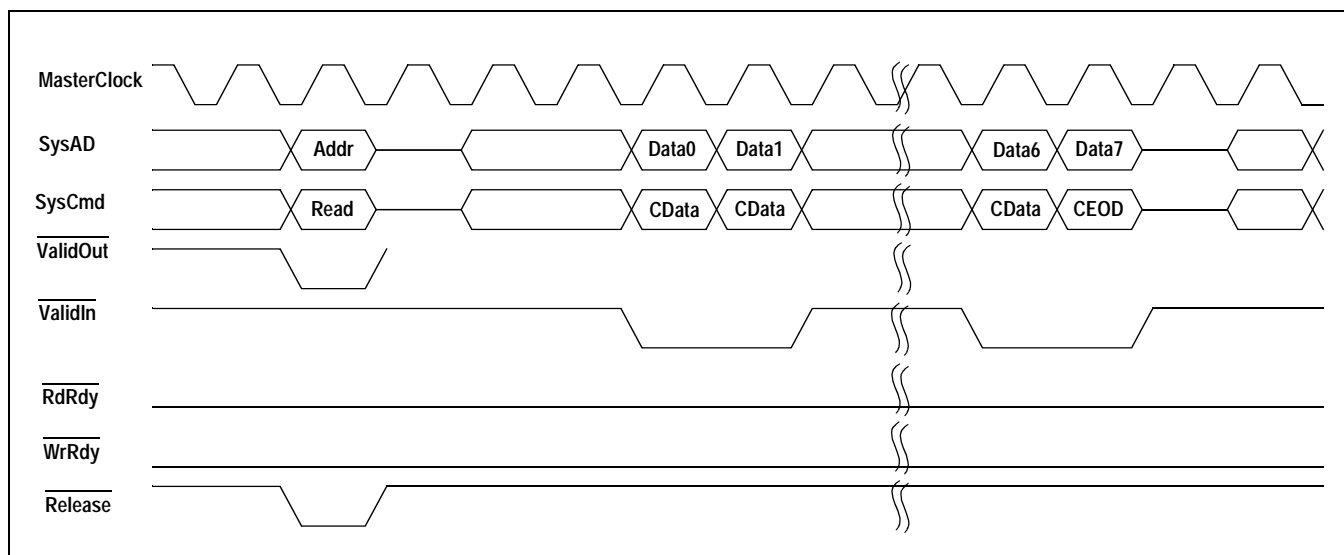 MasterClock
SysAD Addr Data0 Data1 Data6 Data7
SysCmd Read CData CData CData CEOD
ValidOut
ValidIn
RdRdy
WrRdy
Release